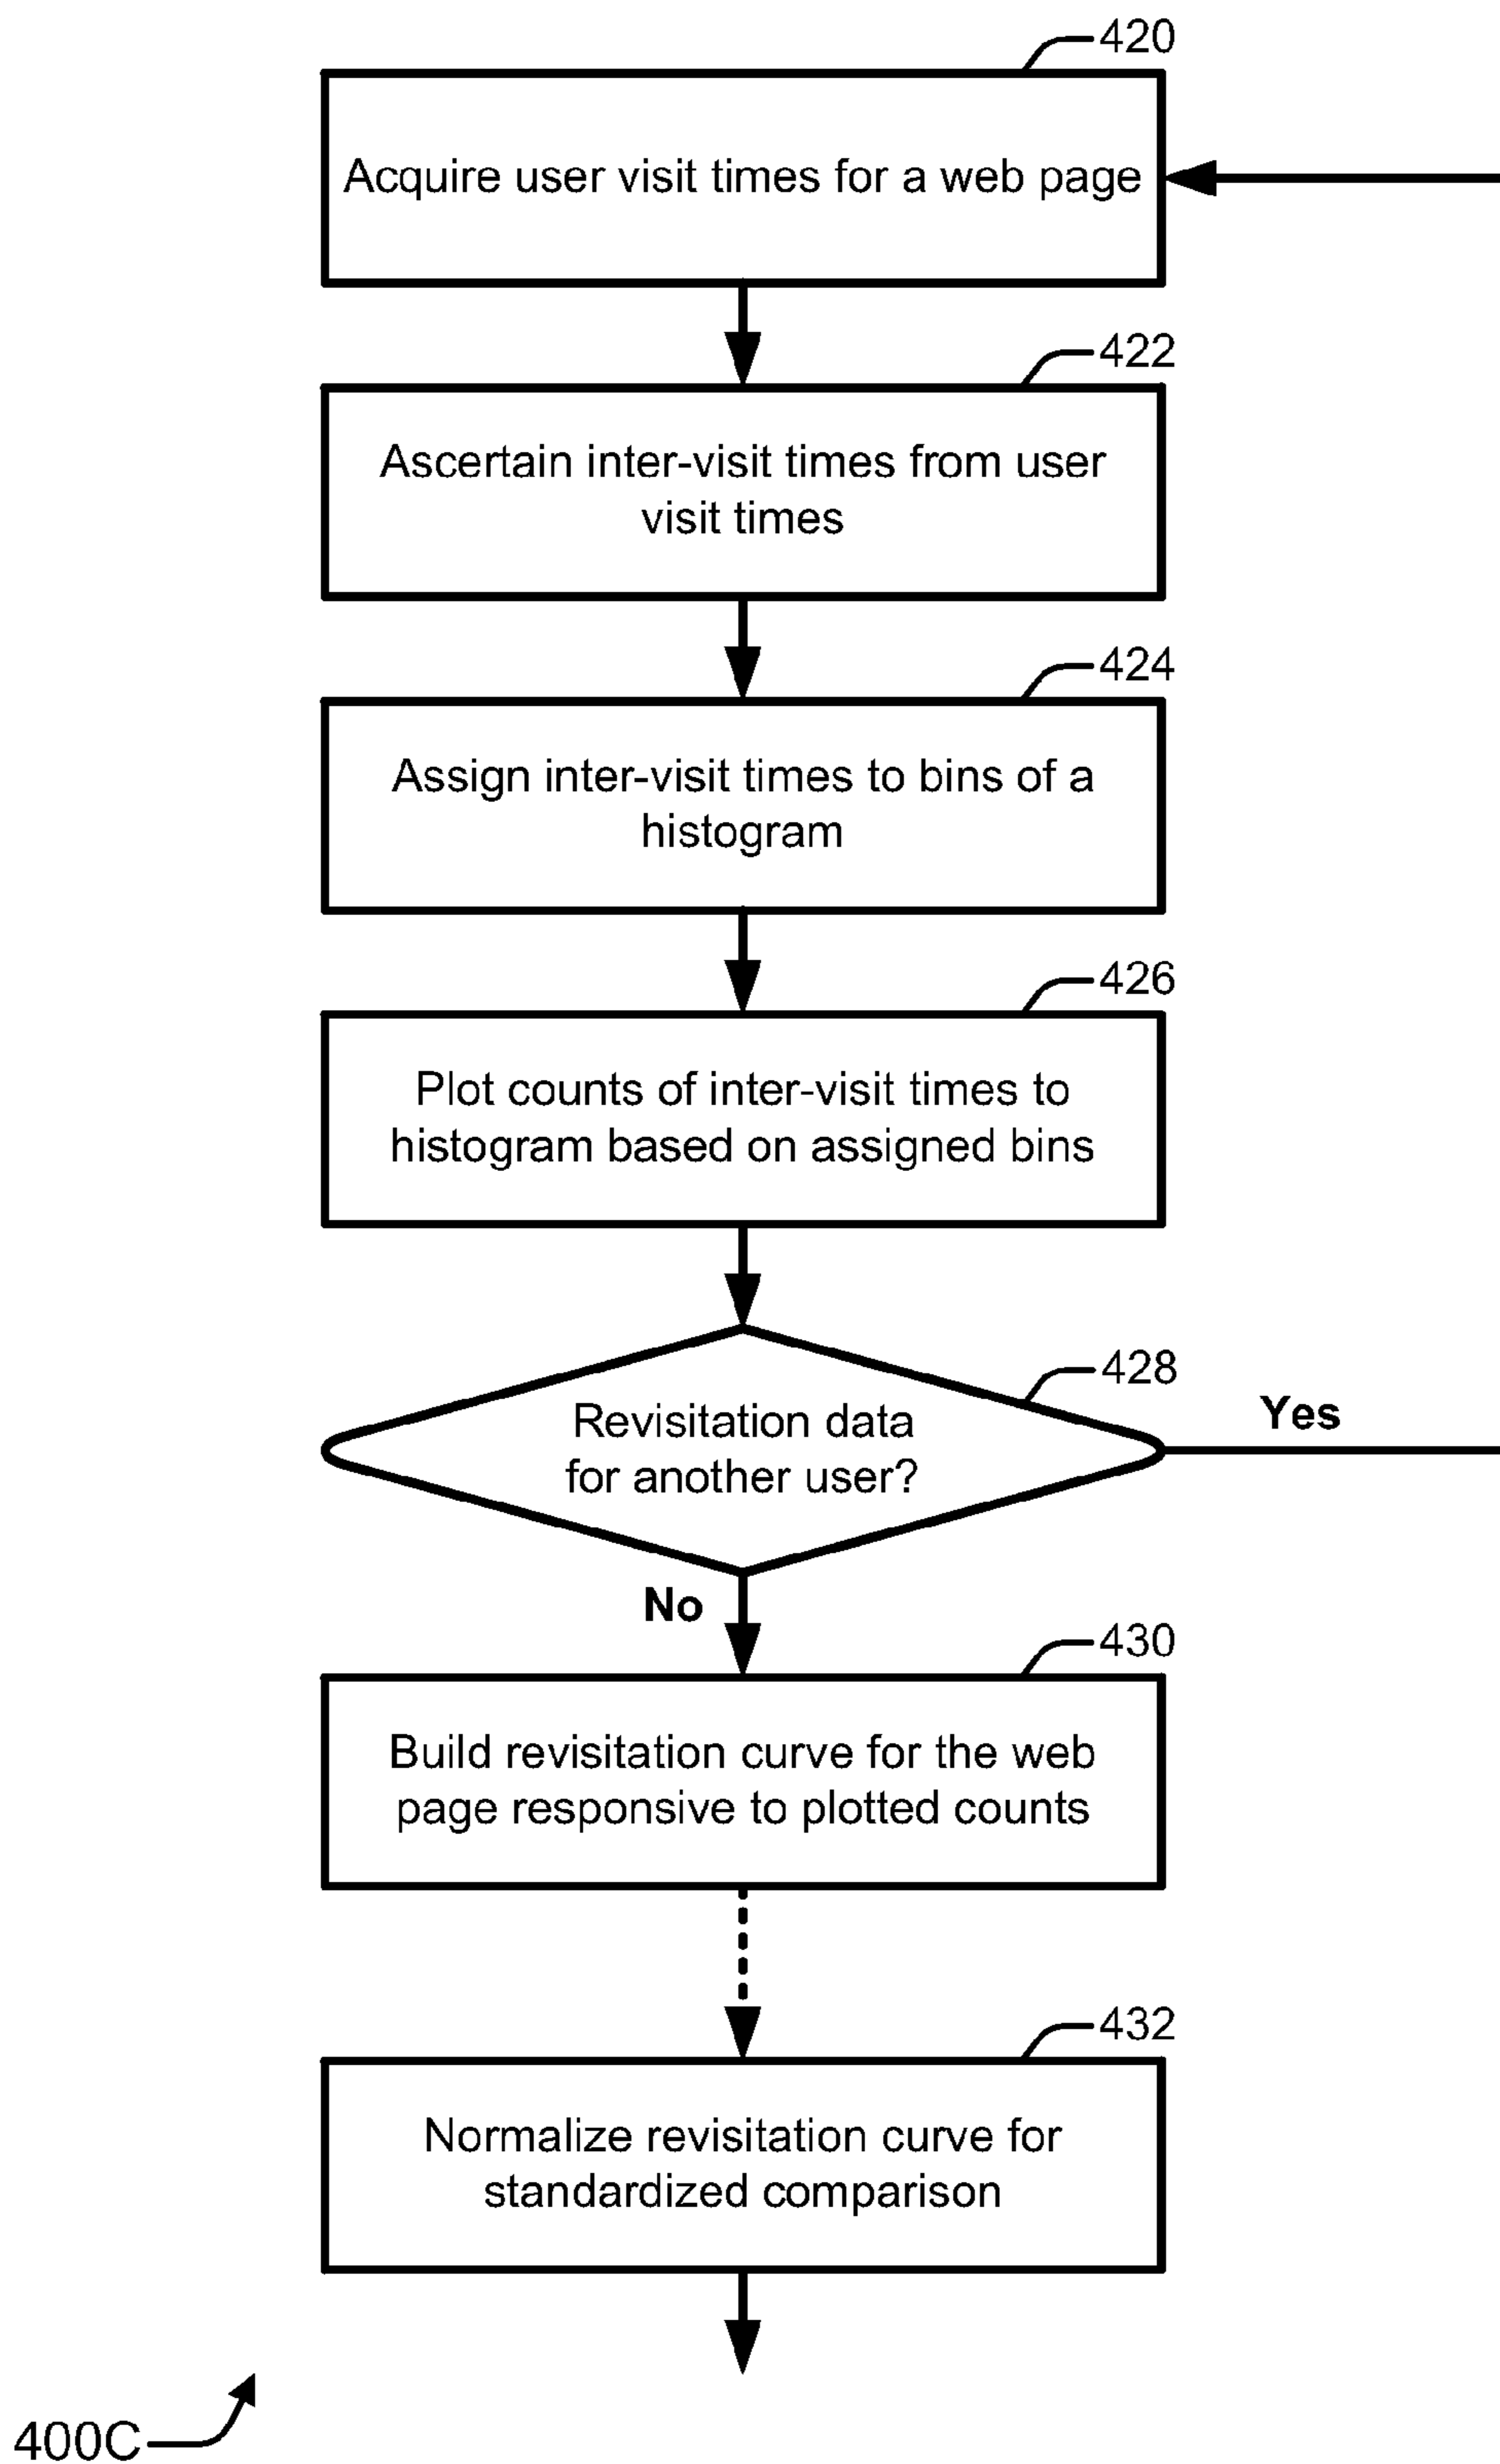 420
Acquire user visit times for a web page
422
Ascertain inter-visit times from user
visit times
424
Assign inter-visit times to bins of a
histogram
426
Plot counts of inter-visit times to
histogram based on assigned bins
428
Revisitation data
for another user?
Yes
No
430
Build revisitation curve for the web
page responsive to plotted counts
432
Normalize revisitation curve for
standardized comparison
400C